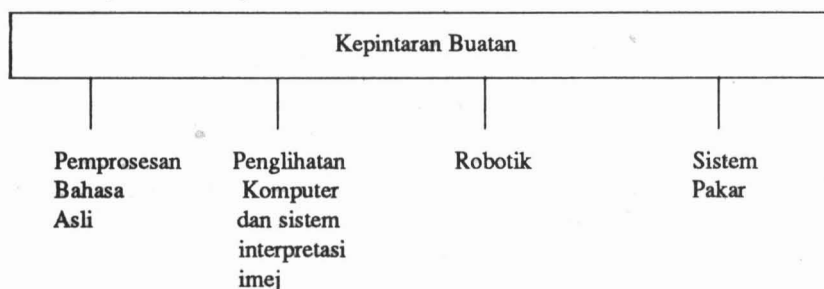 Kepintaran Buatan
Pemprosesan
Bahasa
Asli
Penglihatan
Komputer
dan sistem
interpretasi
imej
Robotik
Sistem
Pakar